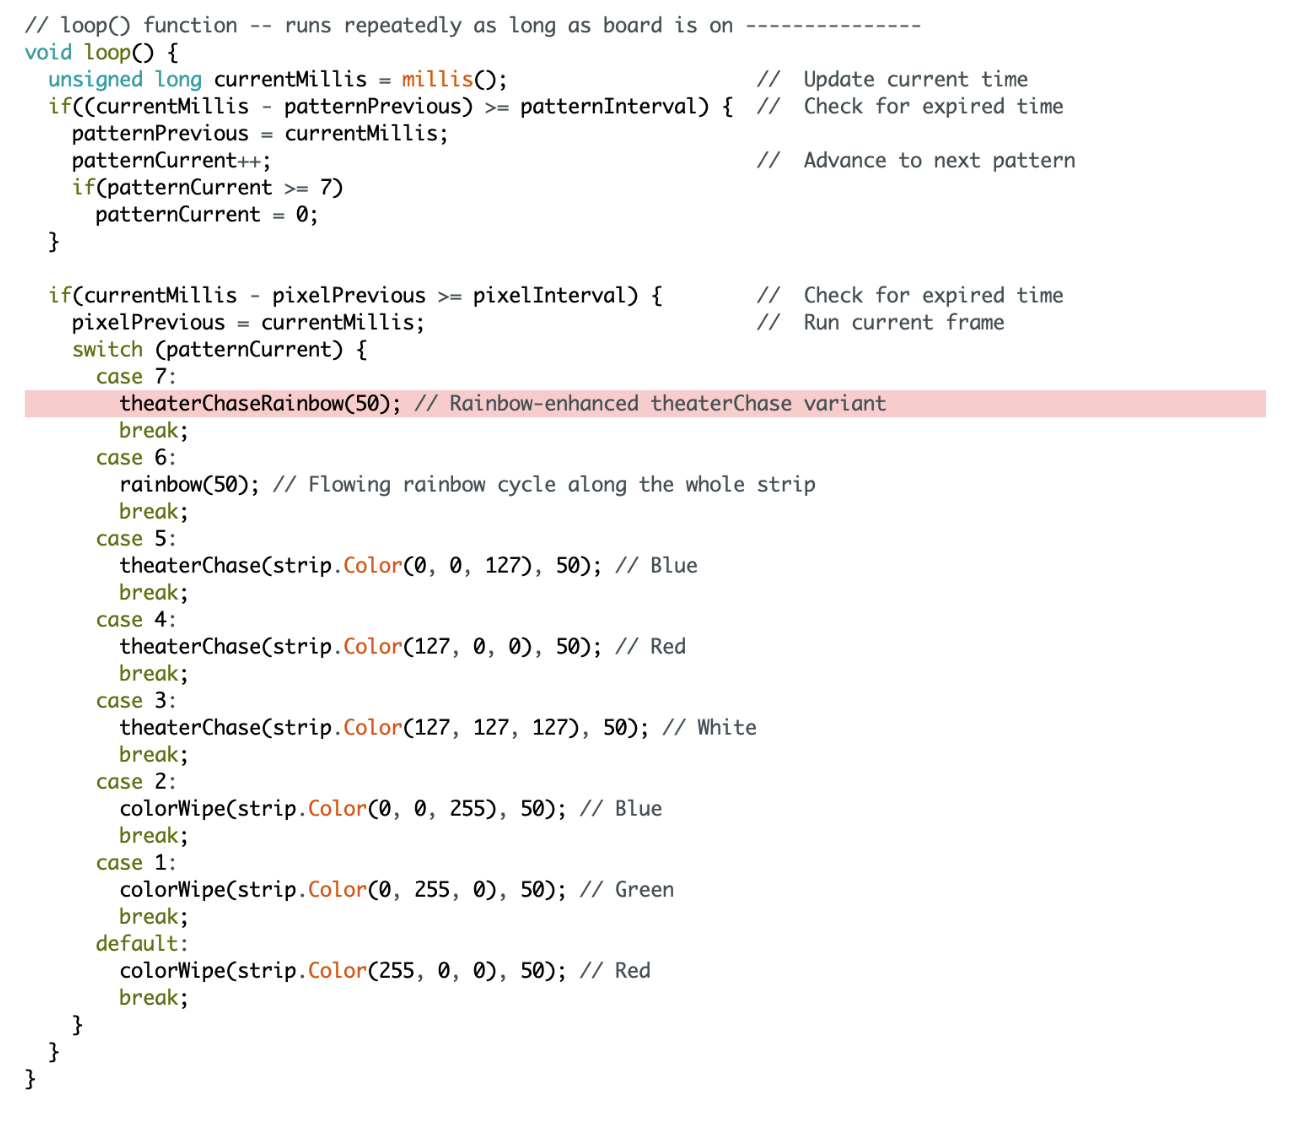 // loop() function -- runs repeatedly as long as board is on ---------------
void loop() {
  unsigned long currentMillis = millis();                     //  Update current time
  if((currentMillis - patternPrevious) >= patternInterval) {  //  Check for expired time
    patternPrevious = currentMillis;
    patternCurrent++;                                         //  Advance to next pattern
    if(patternCurrent >= 7)
      patternCurrent = 0;
  }

  if(currentMillis - pixelPrevious >= pixelInterval) {        //  Check for expired time
    pixelPrevious = currentMillis;                            //  Run current frame
    switch (patternCurrent) {
      case 7:
        theaterChaseRainbow(50); // Rainbow-enhanced theaterChase variant
        break;
      case 6:
        rainbow(50); // Flowing rainbow cycle along the whole strip
        break;
      case 5:
        theaterChase(strip.Color(0, 0, 127), 50); // Blue
        break;
      case 4:
        theaterChase(strip.Color(127, 0, 0), 50); // Red
        break;
      case 3:
        theaterChase(strip.Color(127, 127, 127), 50); // White
        break;
      case 2:
        colorWipe(strip.Color(0, 0, 255), 50); // Blue
        break;
      case 1:
        colorWipe(strip.Color(0, 255, 0), 50); // Green
        break;
      default:
        colorWipe(strip.Color(255, 0, 0), 50); // Red
        break;
    }
  }
}